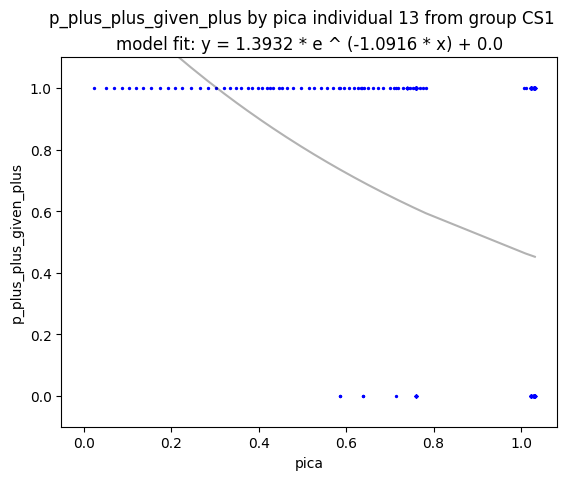 p_plus_plus_given_plus by pica individual 13 from group CS1
model fit: y = 1.3932 * e ^ (-1.0916 * x) + 0.0
1.0
0.8
0.6
0.4
0.2
0.0
p_plus_plus_given_plus
0.0 0.2 0.4 0.6 0.8 1.0
pica